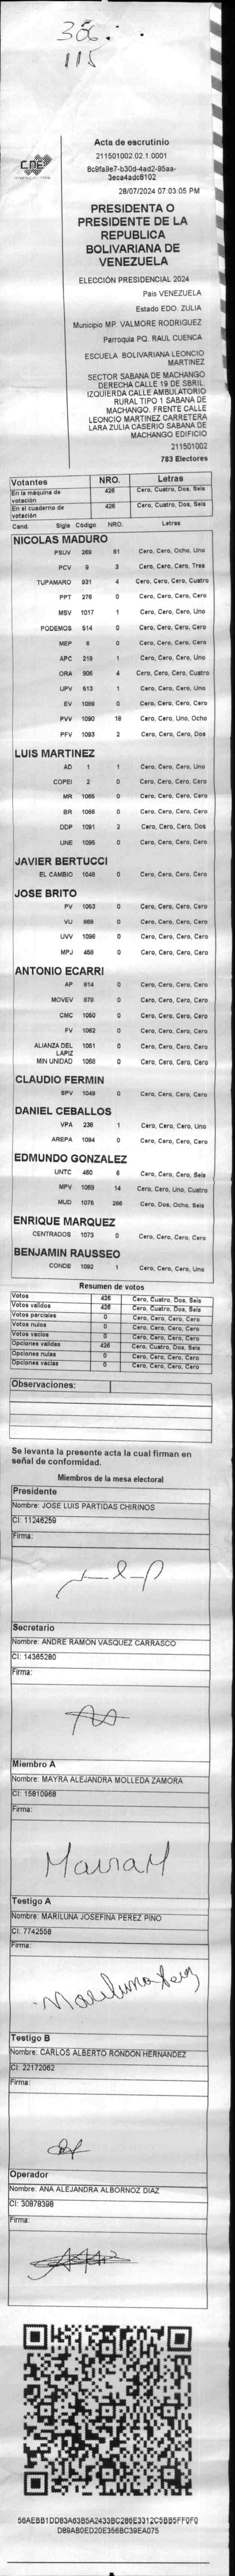 306
115
CNE
Acta de escrutinio
211501002.02.1.0001
8c9fa9e7-b30d-4ad2-95aa-
3eca4adc8102
28/07/2024 07:03:05 PM
PRESIDENTA O
PRESIDENTE DE LA
REPUBLICA
BOLIVARIANA DE
VENEZUELA
ELECCIÓN PRESIDENCIAL 2024
País VENEZUELA
Estado EDO. ZULIA
Municipio MP. VALMORE RODRIGUEZ
Parroquia PQ. RAUL CUENCA
ESCUELA BOLIVARIANA LEONCIO
MARTINEZ
SECTOR SABANA DE MACHANGO
DERECHA CALLE 19 DE SBRIL.
IZQUIERDA CALLE AMBULATORIO
RURAL TIPO 1 SABANA DE
MACHANGO. FRENTE CALLE
LEONCIO MARTINEZ CARRETERA
LARA ZULIA CASERIO SABANA DE
MACHANGO EDIFICIO
211501002
783 Electores
Votantes NRO. Letras
En la máquina de votación 426 Cero, Cuatro, Dos, Seis
En el cuaderno de votación 426 Cero, Cuatro, Dos, Seis
Cand. Sigla Código NRO. Letras
NICOLAS MADURO
PSUV 269 81 Cero, Cero, Ocho, Uno
PCV 9 3 Cero, Cero, Cero, Tres
TUPAMARO 931 4 Cero, Cero, Cero, Cuatro
PPT 276 0 Cero, Cero, Cero, Cero
MSV 1017 1 Cero, Cero, Cero, Uno
PODEMOS 514 0 Cero, Cero, Cero, Cero
MEP 6 0 Cero, Cero, Cero, Cero
APC 219 1 Cero, Cero, Cero, Uno
ORA 906 4 Cero, Cero, Cero, Cuatro
UPV 513 1 Cero, Cero, Cero, Uno
EV 1089 0 Cero, Cero, Cero, Cero
PVV 1090 18 Cero, Cero, Uno, Ocho
PFV 1093 2 Cero, Cero, Cero, Dos
LUIS MARTINEZ
AD 1 1 Cero, Cero, Cero, Uno
COPEI 2 0 Cero, Cero, Cero, Cero
MR 1065 0 Cero, Cero, Cero, Cero
BR 1066 0 Cero, Cero, Cero, Cero
DDP 1091 2 Cero, Cero, Cero, Dos
UNE 1095 0 Cero, Cero, Cero, Cero
JAVIER BERTUCCI
EL CAMBIO 1048 0 Cero, Cero, Cero, Cero
JOSE BRITO
PV 1053 0 Cero, Cero, Cero, Cero
VU 868 0 Cero, Cero, Cero, Cero
UVV 1096 0 Cero, Cero, Cero, Cero
MPJ 458 0 Cero, Cero, Cero, Cero
ANTONIO ECARRI
AP 814 0 Cero, Cero, Cero, Cero
MOVEV 878 0 Cero, Cero, Cero, Cero
CMC 1050 0 Cero, Cero, Cero, Cero
FV 1062 0 Cero, Cero, Cero, Cero
ALIANZA DEL LAPIZ 1051 0 Cero, Cero, Cero, Cero
MIN UNIDAD 1058 0 Cero, Cero, Cero, Cero
CLAUDIO FERMIN
SPV 1049 0 Cero, Cero, Cero, Cero
DANIEL CEBALLOS
VPA 236 1 Cero, Cero, Cero, Uno
AREPA 1094 0 Cero, Cero, Cero, Cero
EDMUNDO GONZALEZ
UNTC 460 6 Cero, Cero, Cero, Seis
MPV 1069 14 Cero, Cero, Uno, Cuatro
MUD 1075 286 Cero, Dos, Ocho, Seis
ENRIQUE MARQUEZ
CENTRADOS 1073 0 Cero, Cero, Cero, Cero
BENJAMIN RAUSSEO
CONDE 1092 1 Cero, Cero, Cero, Uno
Resumen de votos
Votos 426 Cero, Cuatro, Dos, Seis
Votos validos 426 Cero, Cuatro, Dos, Seis
Votos parciales 0 Cero, Cero, Cero, Cero
Votos nulos 0 Cero, Cero, Cero, Cero
Votos vacíos 0 Cero, Cero, Cero, Cero
Opciones validas 426 Cero, Cuatro, Dos, Seis
Opciones nulas 0 Cero, Cero, Cero, Cero
Opciones vacías 0 Cero, Cero, Cero, Cero
Observaciones:
Se levanta la presente acta la cual firman en
señal de conformidad.
Miembros de la mesa electoral
Presidente
Nombre: JOSE LUIS PARTIDAS CHIRINOS
CI: 11246259
Firma:
Secretario
Nombre: ANDRE RAMON VASQUEZ CARRASCO
CI: 14365280
Firma:
Miembro A
Nombre: MAYRA ALEJANDRA MOLLEDA ZAMORA
CI: 15810968
Firma:
Mayra M
Testigo A
Nombre: MARILUNA JOSEFINA PEREZ PINO
CI: 7742558
Firma:
Mariluna Perez
Testigo B
Nombre: CARLOS ALBERTO RONDON HERNANDEZ
CI: 22172062
Firma:
Operador
Nombre: ANA ALEJANDRA ALBORNOZ DIAZ
CI: 30878398
Firma:
56AEBB1DD83A63B5A2433BC286E3312C5BB5FF0F0
D89AB0ED20E356BC39EA075